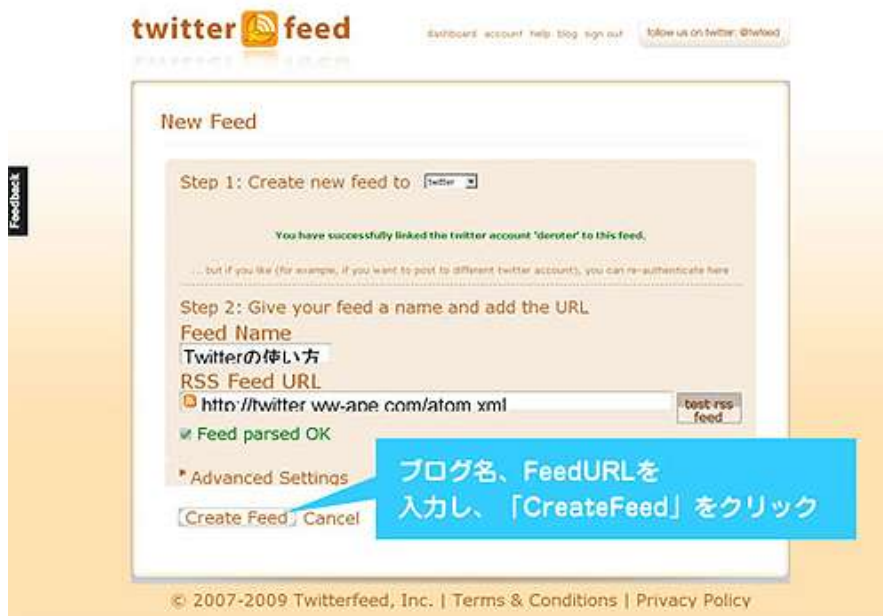 twitter feed
dashboard account help blog sign out
follow us on twitter: @twfeed
New Feed
Feedback
Step 1: Create new feed to twitter
You have successfully linked the twitter account 'deroter' to this feed.
... but if you like (for example, if you want to post to different twitter account), you can re-authenticate here
Step 2: Give your feed a name and add the URL
Feed Name
Twitterの使い方
RSS Feed URL
http://twitter.ww-ape.com/atom.xml
test rss
feed
Feed parsed OK
Advanced Settings
ブログ名、FeedURLを
入力し、「CreateFeed」をクリック
Create Feed Cancel
© 2007-2009 Twitterfeed, Inc. | Terms & Conditions | Privacy Policy